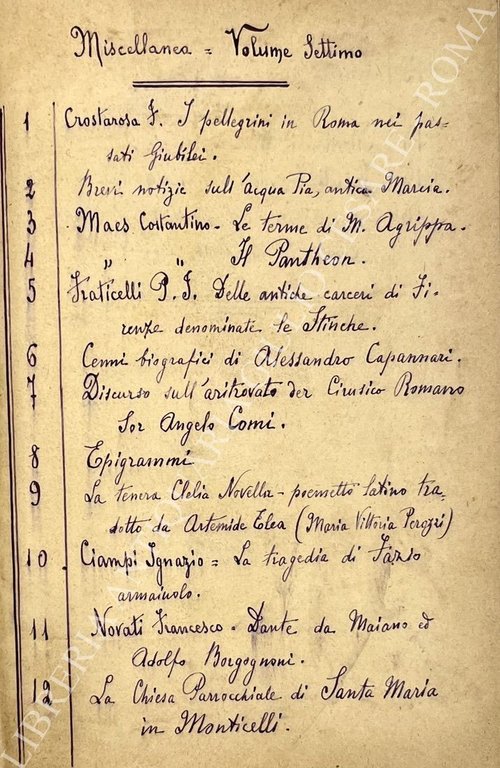 Miscellanea = Volume Settimo
1 Crostarosa F. I pellegrini in Roma nei pas-
sati Giubilei.
2 Brevi notizie sull'acqua Pia, antica Marcia.
3 Maes Costantino - Le terme di M. Agrippa.
4 " " Il Pantheon.
5 Fraticelli P. J. Delle antiche carceri di Fi-
renze denominate le Stinche.
6 Cenni biografici di Alessandro Capannari.
7 Discurso sull'aritrovato der Cirusico Romano
Sor Angelo Comi.
8 Epigrammi
9 La tenera Clelia Novella - poemetto latino tra-
dotto da Artemide Elea (Maria Vittoria Perozzi)
10 Ciampi Ignazio = La tragedia di Fazio
armaiuolo.
11 Novati Francesco - Dante da Maiano ed
Adolfo Borgognoni.
12 La Chiesa Parrocchiale di Santa Maria
in Monticelli.